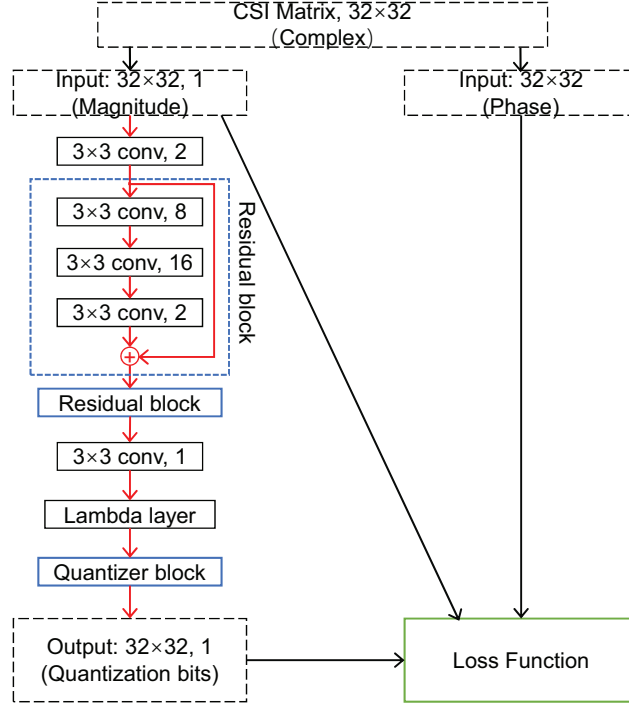 CSI Matrix, 32×32
（Complex）
Input: 32×32, 1
(Magnitude)
Input: 32×32
(Phase)
3×3 conv, 2
3×3 conv, 8
3×3 conv, 16
3×3 conv, 2
Residual block
Residual block
3×3 conv, 1
Lambda layer
Quantizer block
Output: 32×32, 1
(Quantization bits)
Loss Function